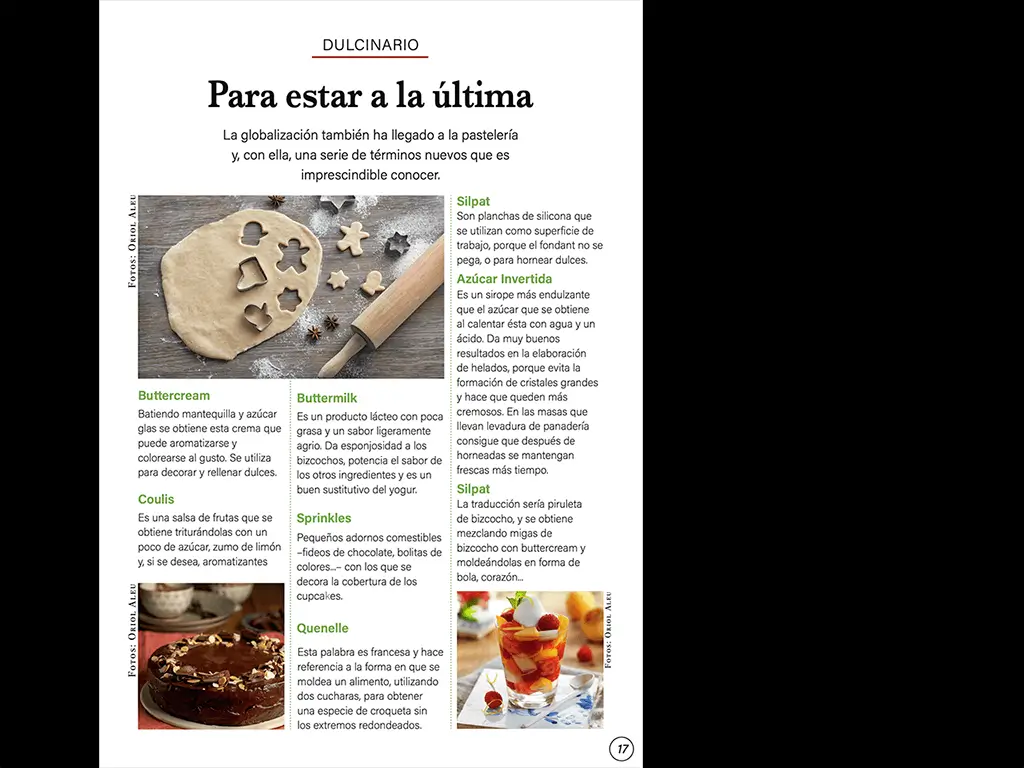 DULCINARIO
Para estar a la última
La globalización también ha llegado a la pastelería
y, con ella, una serie de términos nuevos que es
imprescindible conocer.
FOTOS: ORIOL ALEU
Buttercream
Batiendo mantequilla y azúcar
glas se obtiene esta crema que
puede aromatizarse y
colorearse al gusto. Se utiliza
para decorar y rellenar dulces.
Coulis
Es una salsa de frutas que se
obtiene triturándolas con un
poco de azúcar, zumo de limón
y, si se desea, aromatizantes
FOTOS: ORIOL ALEU
Buttermilk
Es un producto lácteo con poca
grasa y un sabor ligeramente
agrio. Da esponjosidad a los
bizcochos, potencia el sabor de
los otros ingredientes y es un
buen sustitutivo del yogur.
Sprinkles
Pequeños adornos comestibles
–fideos de chocolate, bolitas de
colores...– con los que se
decora la cobertura de los
cupcakes.
Quenelle
Esta palabra es francesa y hace
referencia a la forma en que se
moldea un alimento, utilizando
dos cucharas, para obtener
una especie de croqueta sin
los extremos redondeados.
Silpat
Son planchas de silicona que
se utilizan como superficie de
trabajo, porque el fondant no se
pega, o para hornear dulces.
Azúcar Invertida
Es un sirope más endulzante
que el azúcar que se obtiene
al calentar ésta con agua y un
ácido. Da muy buenos
resultados en la elaboración
de helados, porque evita la
formación de cristales grandes
y hace que queden más
cremosos. En las masas que
llevan levadura de panadería
consigue que después de
horneadas se mantengan
frescas más tiempo.
Silpat
La traducción sería piruleta
de bizcocho, y se obtiene
mezclando migas de
bizcocho con buttercream y
moldeándolas en forma de
bola, corazón...
FOTOS: ORIOL ALEU
17